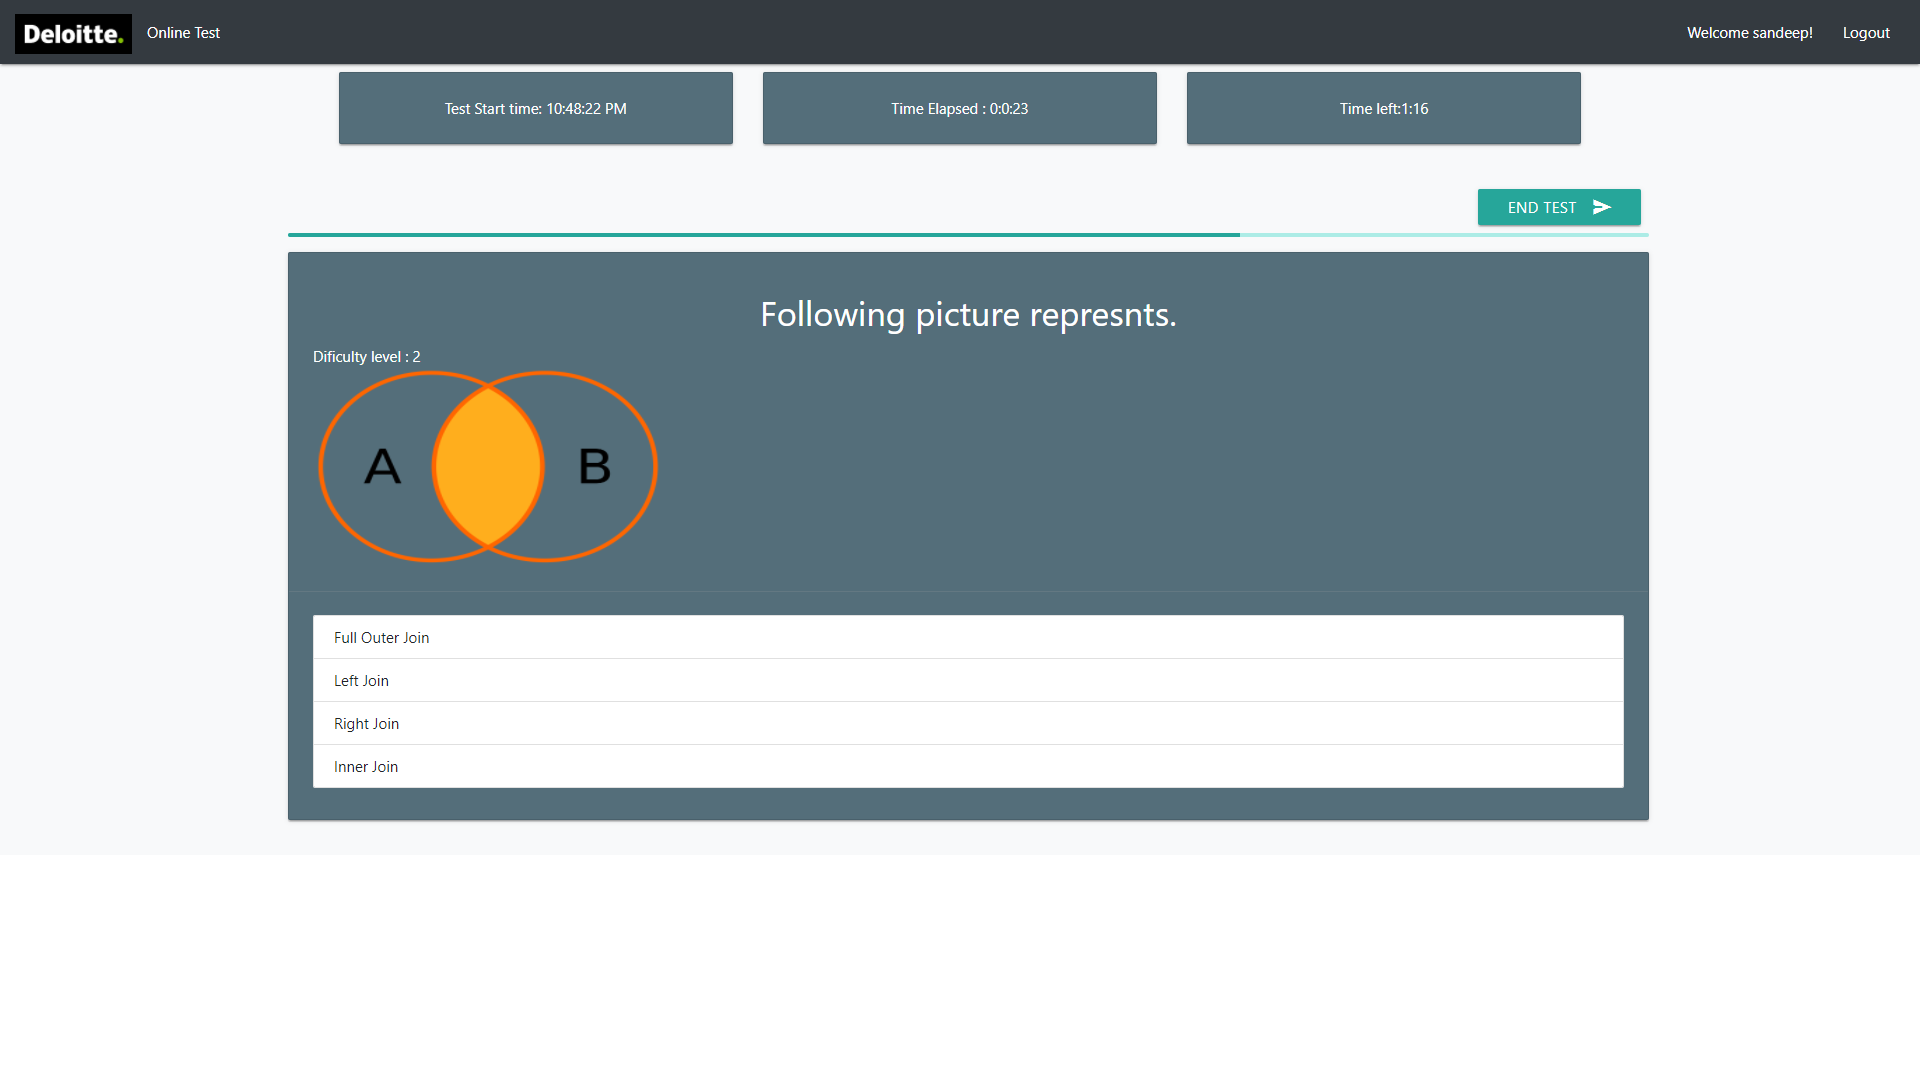 Deloitte. Online Test Welcome sandeep! Logout
Test Start time: 10:48:22 PM
Time Elapsed : 0:0:23
Time left:1:16
END TEST
Following picture represnts.
Dificulty level : 2
A B
Full Outer Join
Left Join
Right Join
Inner Join